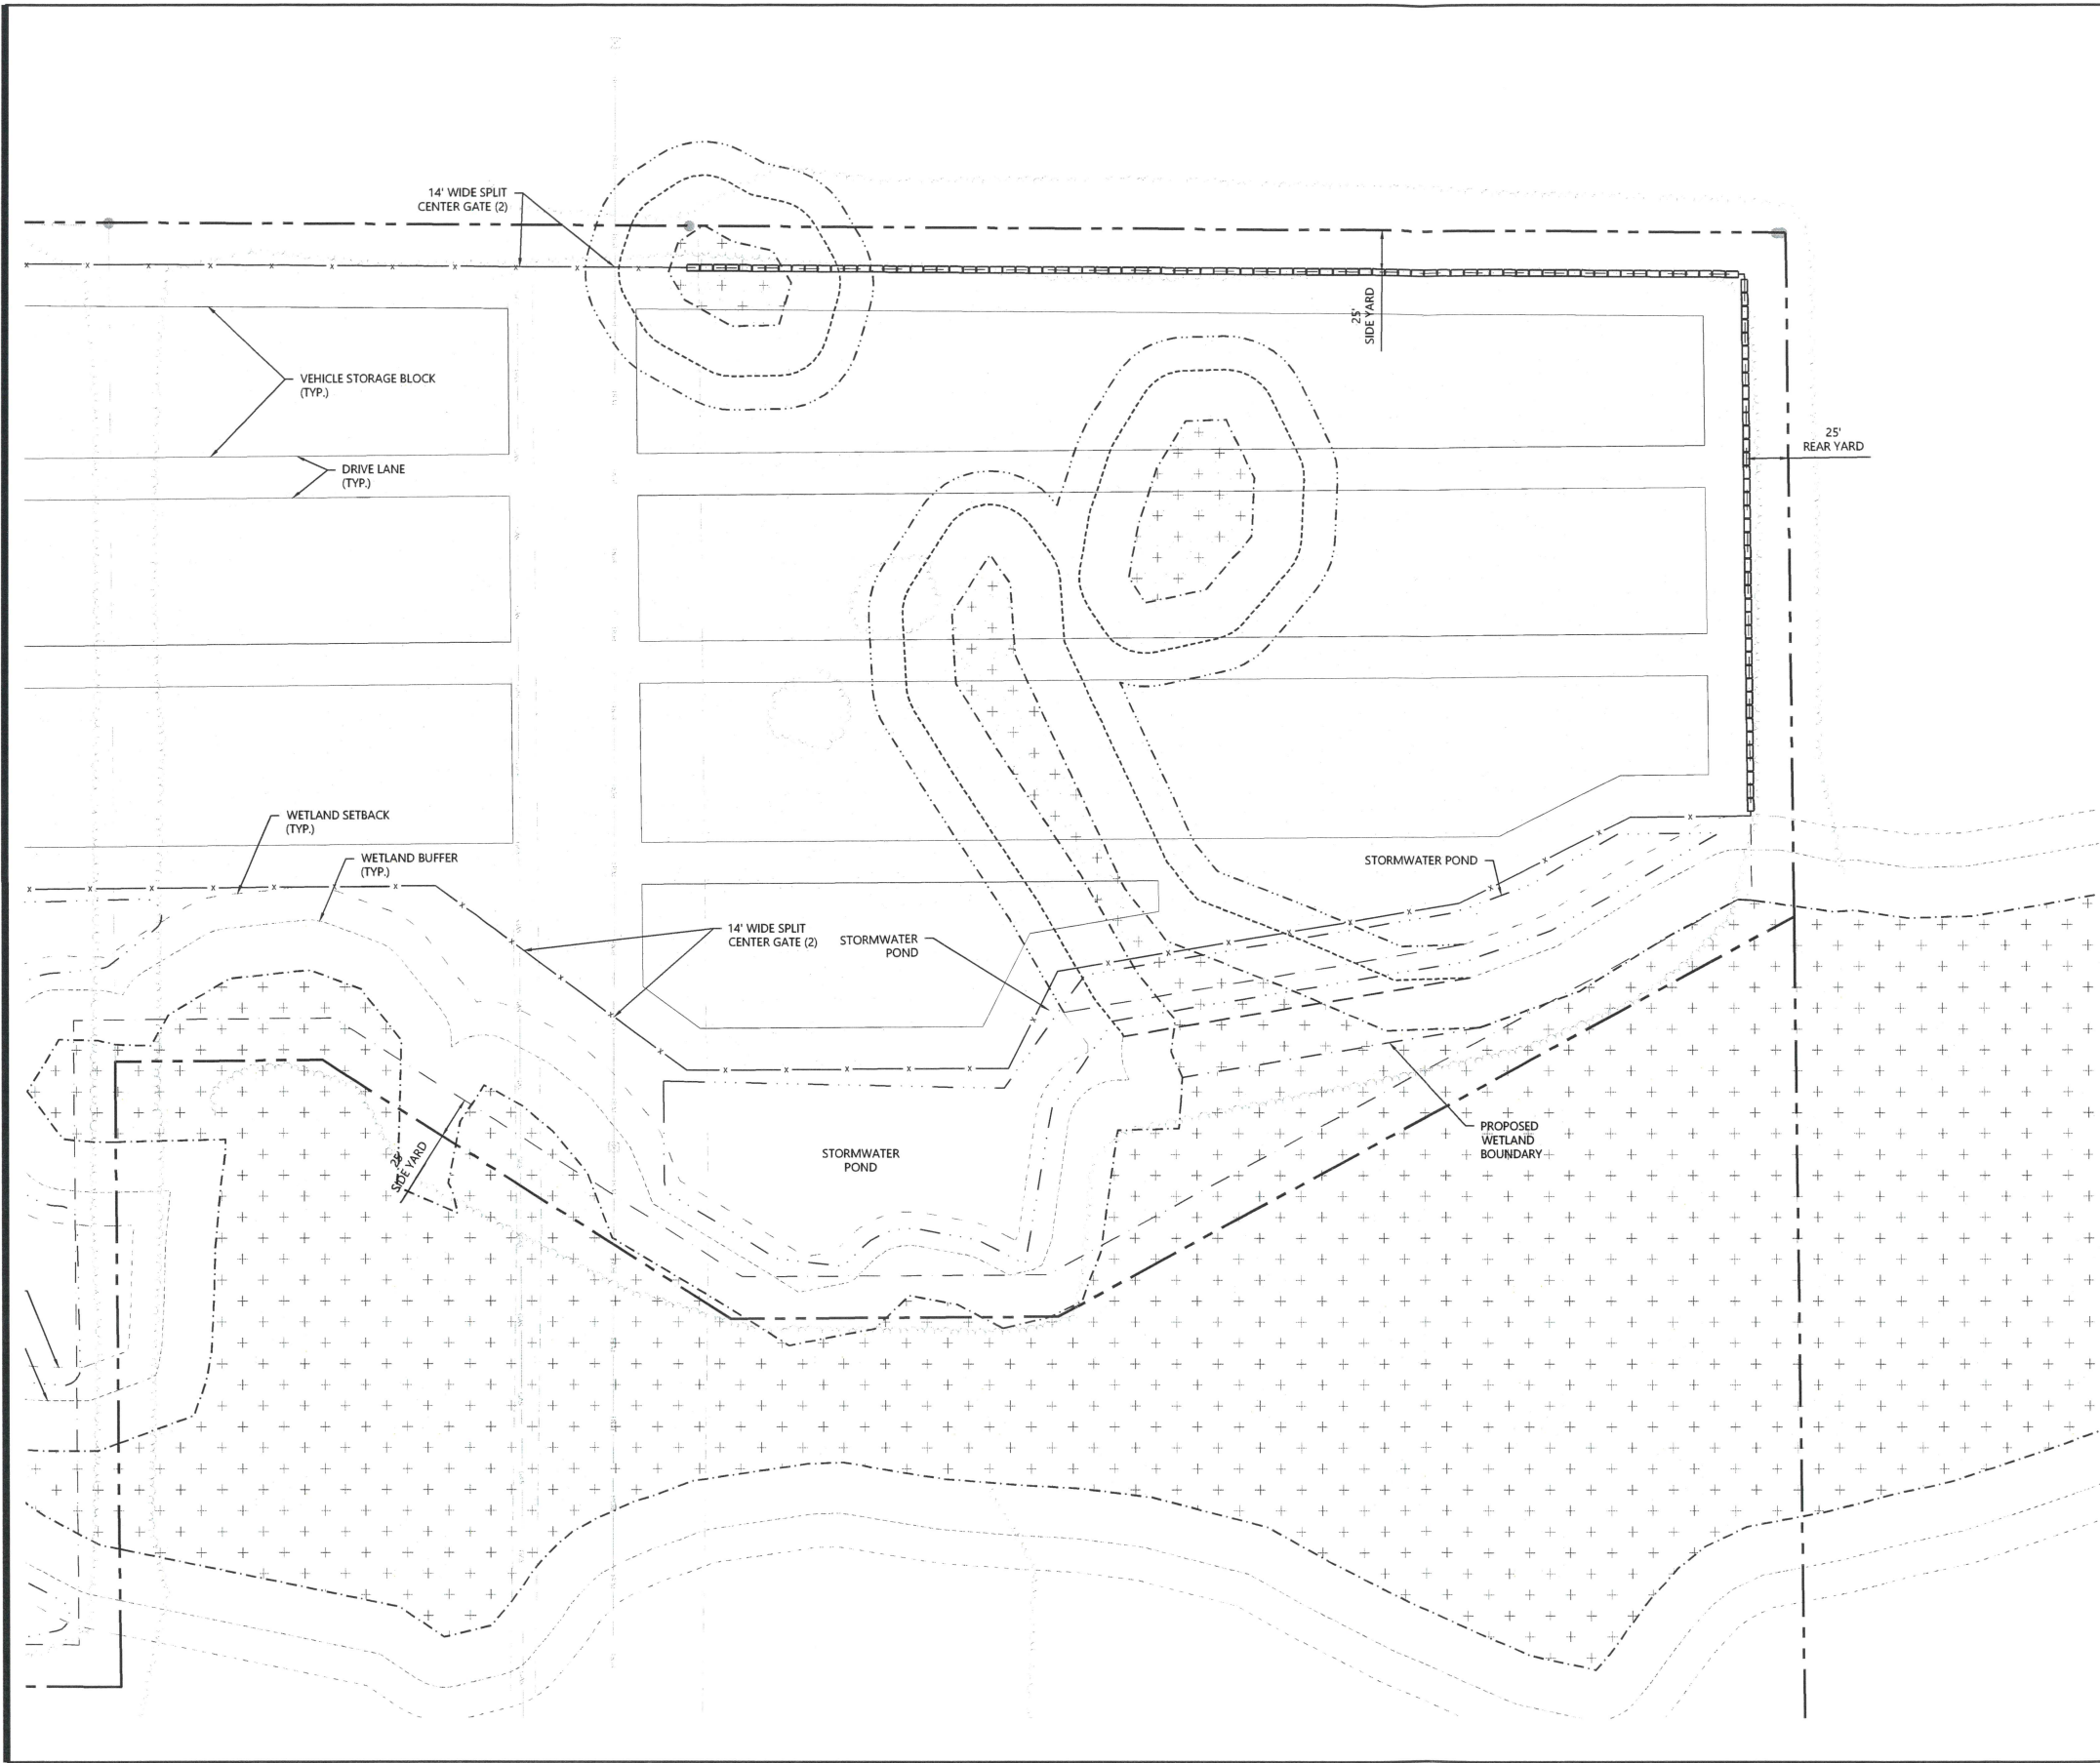 14' WIDE SPLIT
CENTER GATE (2)
25'
SIDE YARD
VEHICLE STORAGE BLOCK
(TYP.)
25'
REAR YARD
DRIVE LANE
(TYP.)
WETLAND SETBACK
(TYP.)
WETLAND BUFFER
(TYP.)
STORMWATER POND
14' WIDE SPLIT
CENTER GATE (2)
STORMWATER
POND
25'
SIDE YARD
STORMWATER
POND
PROPOSED
WETLAND
BOUNDARY